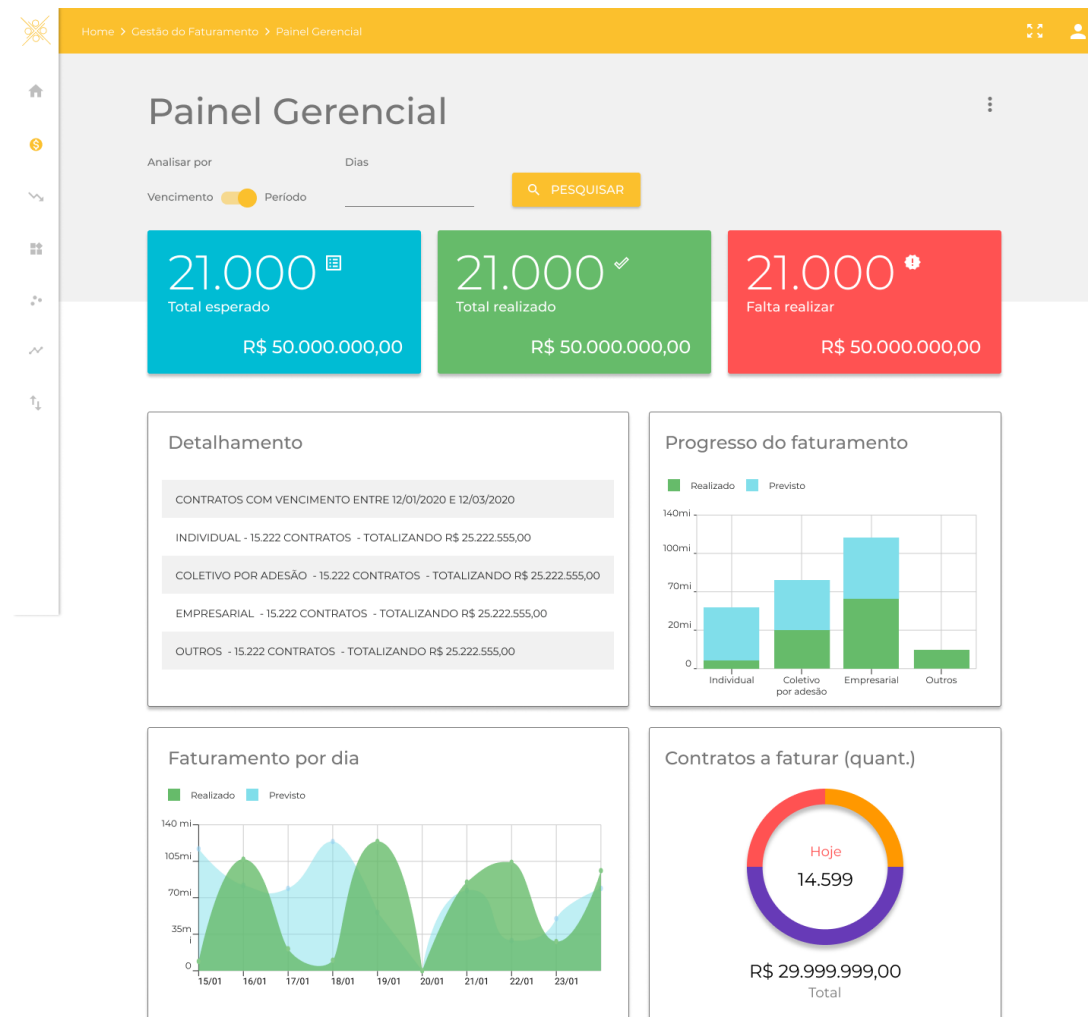 Home > Gestão do Faturamento > Painel Gerencial
Painel Gerencial
Analisar por
Dias
Vencimento
Período
PESQUISAR
21.000
Total esperado
R$ 50.000.000,00
21.000
Total realizado
R$ 50.000.000,00
21.000
Falta realizar
R$ 50.000.000,00
Detalhamento
CONTRATOS COM VENCIMENTO ENTRE 12/01/2020 E 12/03/2020
INDIVIDUAL - 15.222 CONTRATOS  - TOTALIZANDO R$ 25.222.555,00
COLETIVO POR ADESÃO  - 15.222 CONTRATOS  - TOTALIZANDO R$ 25.222.555,00
EMPRESARIAL  - 15.222 CONTRATOS  - TOTALIZANDO R$ 25.222.555,00
OUTROS  - 15.222 CONTRATOS  - TOTALIZANDO R$ 25.222.555,00
Progresso do faturamento
Realizado
Previsto
140mi
100mi
70mi
20mi
0
Individual
Coletivo
por adesão
Empresarial
Outros
Faturamento por dia
Realizado
Previsto
140 mi
105mi
70mi
35m
i
0
15/01
16/01
17/01
18/01
19/01
20/01
21/01
22/01
23/01
Contratos a faturar (quant.)
Hoje
14.599
R$ 29.999.999,00
Total